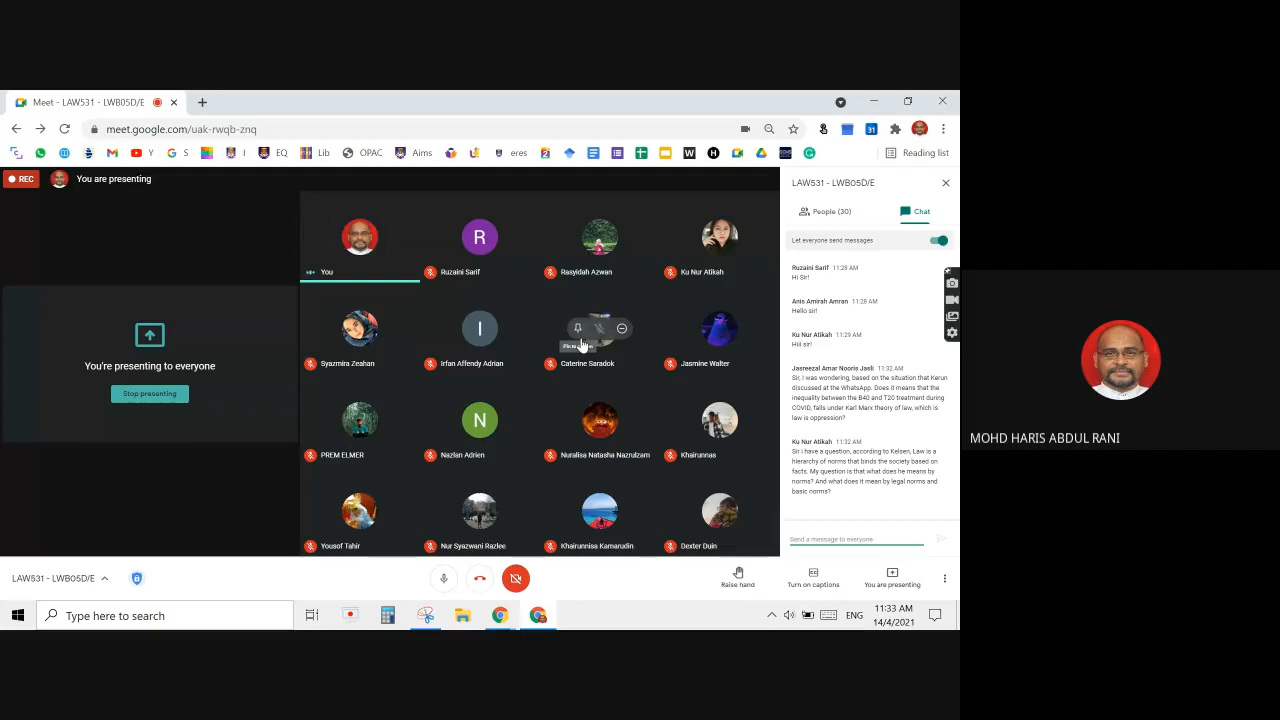 Meet - LAW531 - LWB05D/E
meet.google.com/uak-rwqb-znq
Y
G S
I
EQ
Lib
OPAC
Aims
eres
Reading list
REC
You are presenting
You're presenting to everyone
Stop presenting
R
You
Ruzaini Sarif
Rasyidah Azwan
Ku Nur Atikah
I
Syazmira Zeahan
Irfan Affendy Adrian
Caterine Saradok
Jasmine Walter
N
PREM ELMER
Nazlan Adrien
Nuralisa Natasha Nazrulzam
Khairunnas
Yousof Tahir
Nur Syazwani Razlee
Khairunnisa Kamarudin
Dexter Duin
LAW531 - LWB05D/E
People (30)
Chat
Let everyone send messages
Ruzaini Sarif 11:28 AM
Hi Sir!
Anis Amirah Amran 11:28 AM
Hello sir!
Ku Nur Atikah 11:29 AM
Hiii sir!
Jasreezal Amar Nooris Jasli 11:32 AM
Sir, I was wondering, based on the situation that Kerun
discussed at the WhatsApp. Does it means that the
inequality between the B40 and T20 treatment during
COVID, falls under Karl Marx theory of law, which is
law is oppression?
Ku Nur Atikah 11:32 AM
Sir i have a question, according to Kelsen, Law is a
hierarchy of norms that binds the society based on
facts. My question is that what does he means by
norms? And what does it mean by legal norms and
basic norms?
Send a message to everyone
LAW531 - LWB05D/E
Raise hand
Turn on captions
You are presenting
Type here to search
ENG
11:33 AM
14/4/2021
MOHD HARIS ABDUL RANI